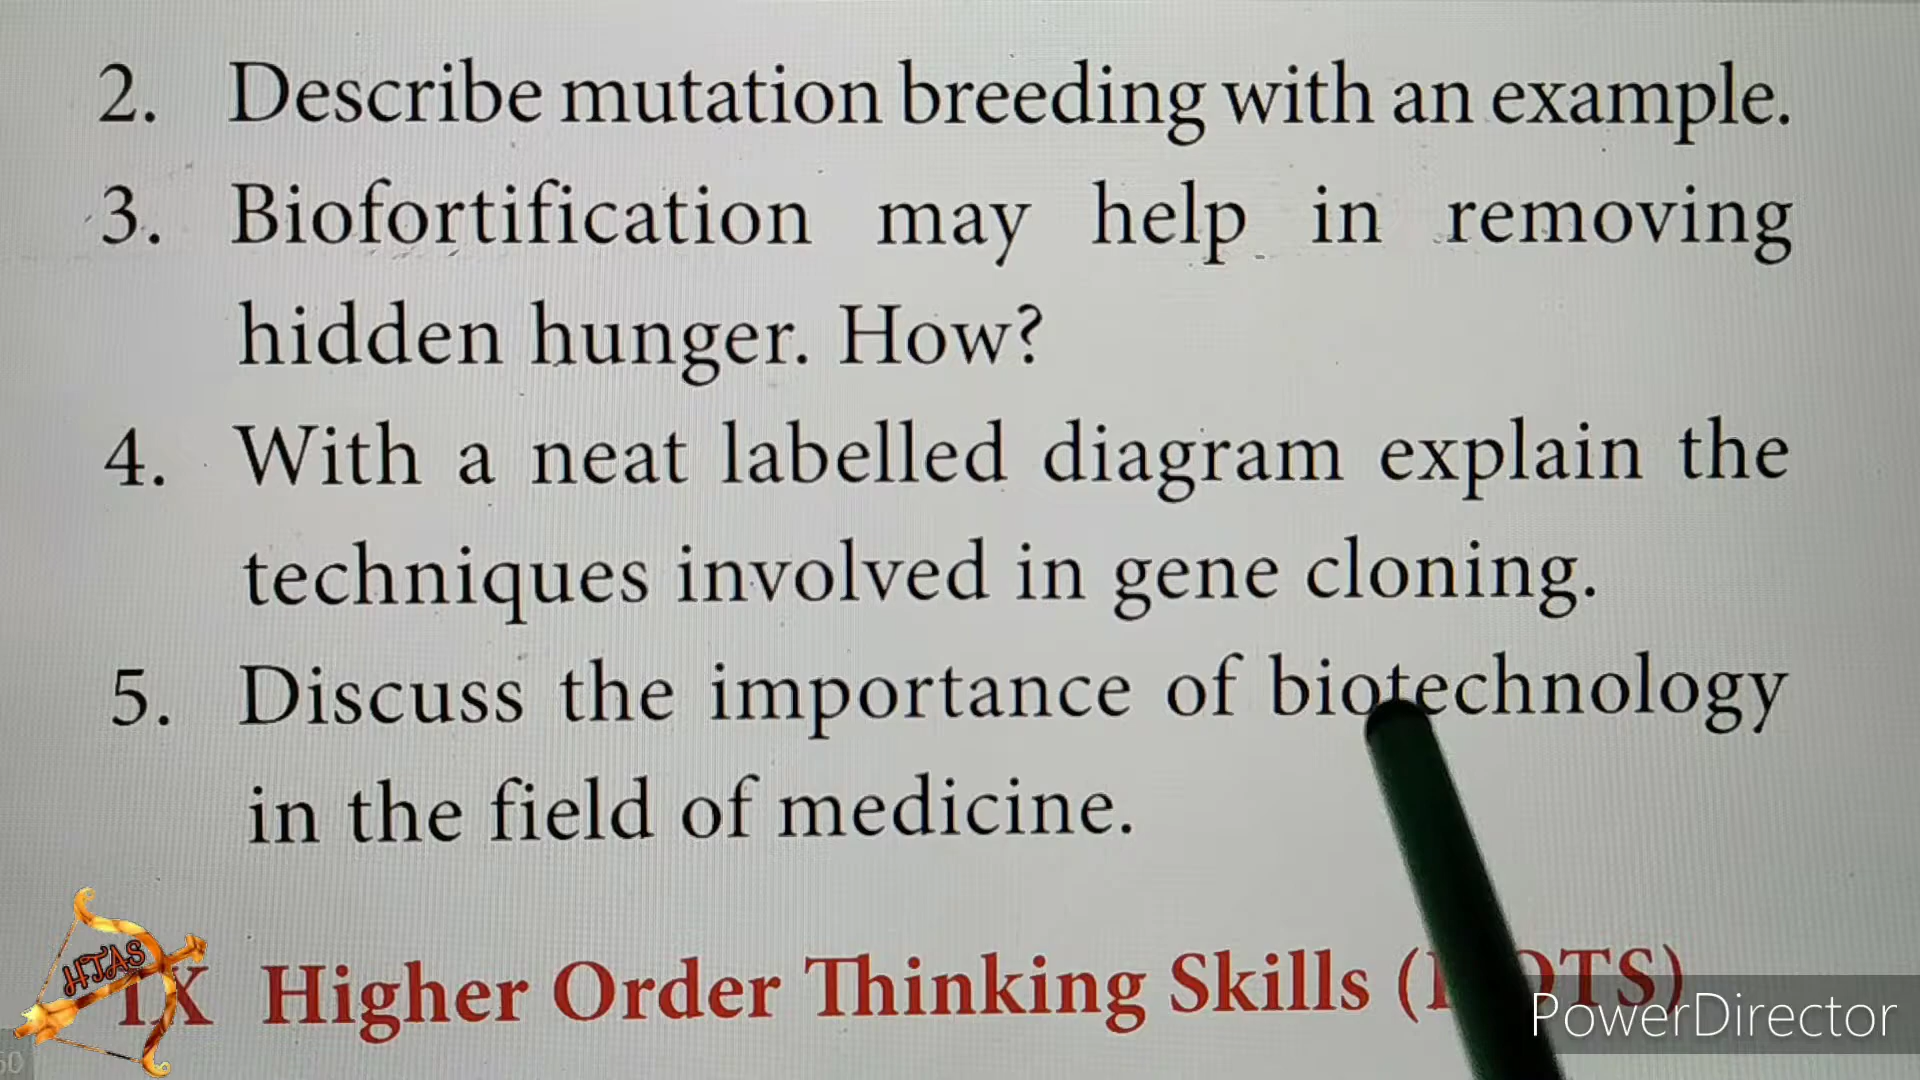 2. Describe mutation breeding with an example.
3. Biofortification may help in removing
hidden hunger. How?
4. With a neat labelled diagram explain the
techniques involved in gene cloning.
5. Discuss the importance of biotechnology
in the field of medicine.
HTAS
IX Higher Order Thinking Skills
PowerDirector